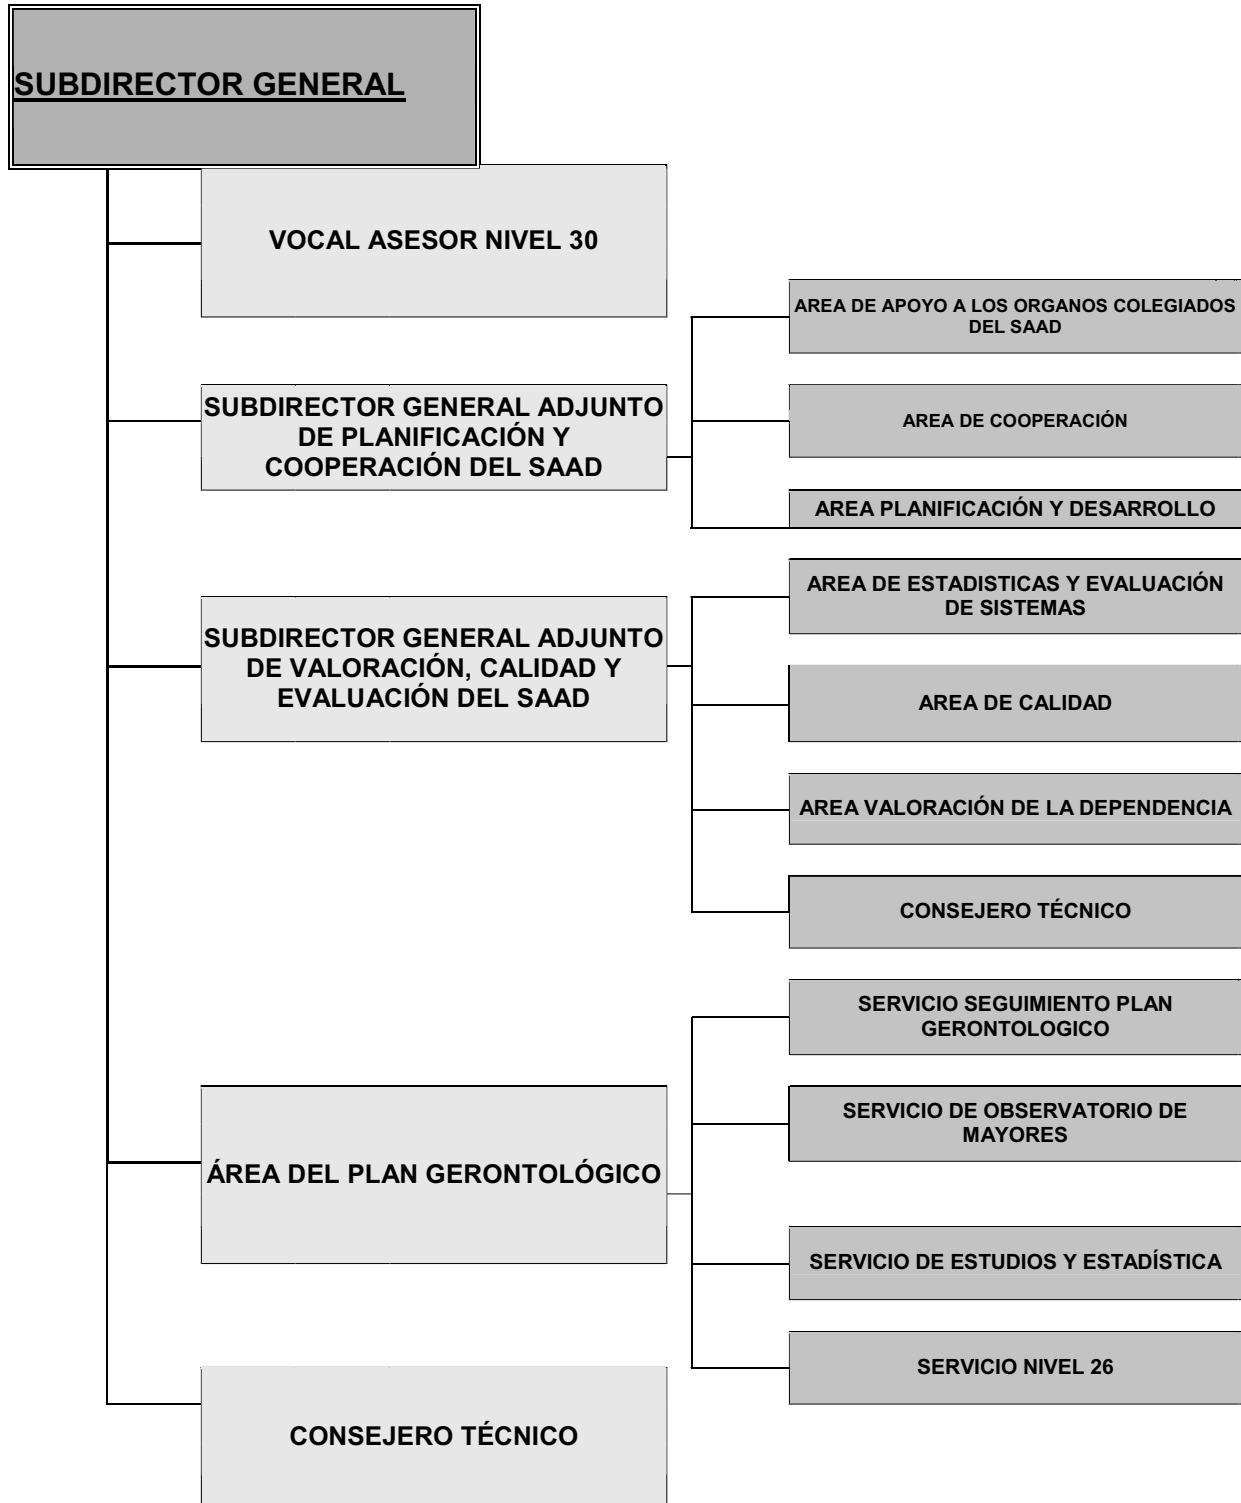 SUBDIRECTOR GENERAL
VOCAL ASESOR NIVEL 30
AREA DE APOYO A LOS ORGANOS COLEGIADOS
DEL SAAD
SUBDIRECTOR GENERAL ADJUNTO
DE PLANIFICACIÓN Y
COOPERACIÓN DEL SAAD
AREA DE COOPERACIÓN
AREA PLANIFICACIÓN Y DESARROLLO
AREA DE ESTADISTICAS Y EVALUACIÓN
DE SISTEMAS
SUBDIRECTOR GENERAL ADJUNTO
DE VALORACIÓN, CALIDAD Y
EVALUACIÓN DEL SAAD
AREA DE CALIDAD
AREA VALORACIÓN DE LA DEPENDENCIA
CONSEJERO TÉCNICO
SERVICIO SEGUIMIENTO PLAN
GERONTOLOGICO
SERVICIO DE OBSERVATORIO DE
MAYORES
ÁREA DEL PLAN GERONTOLÓGICO
SERVICIO DE ESTUDIOS Y ESTADÍSTICA
SERVICIO NIVEL 26
CONSEJERO TÉCNICO